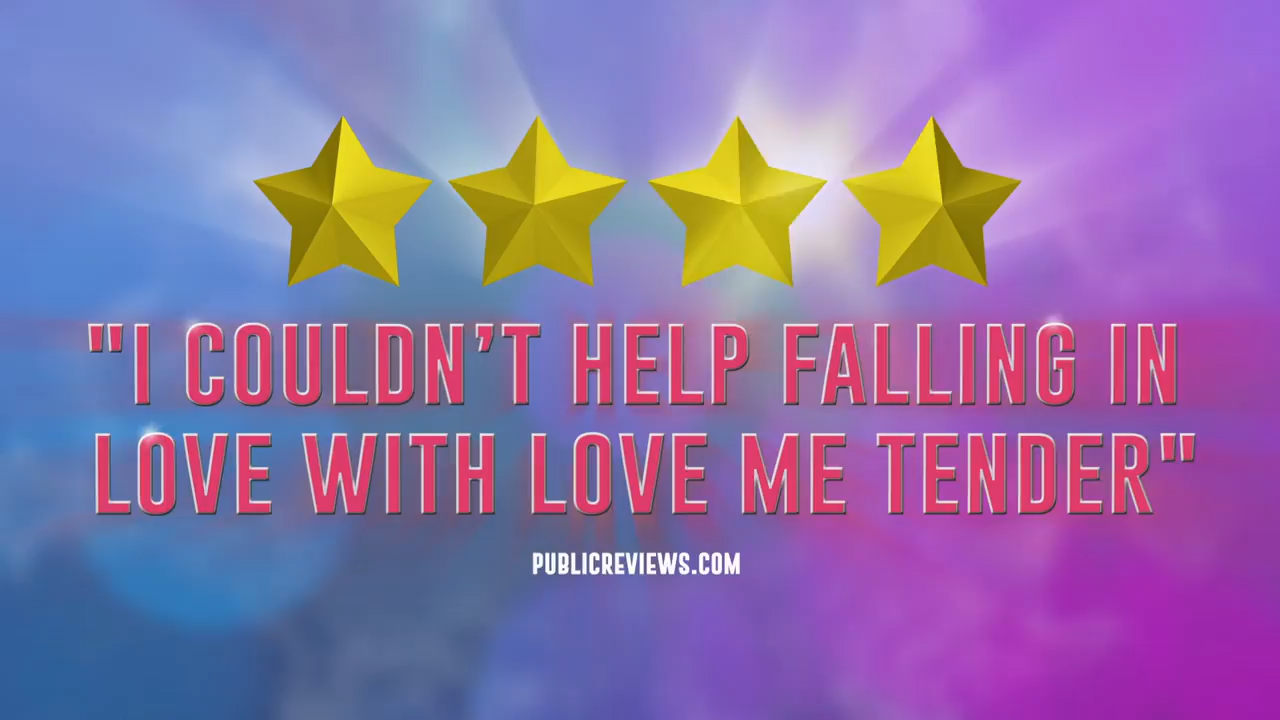 "I COULDN'T HELP FALLING IN
LOVE WITH LOVE ME TENDER"
PUBLICREVIEWS.COM